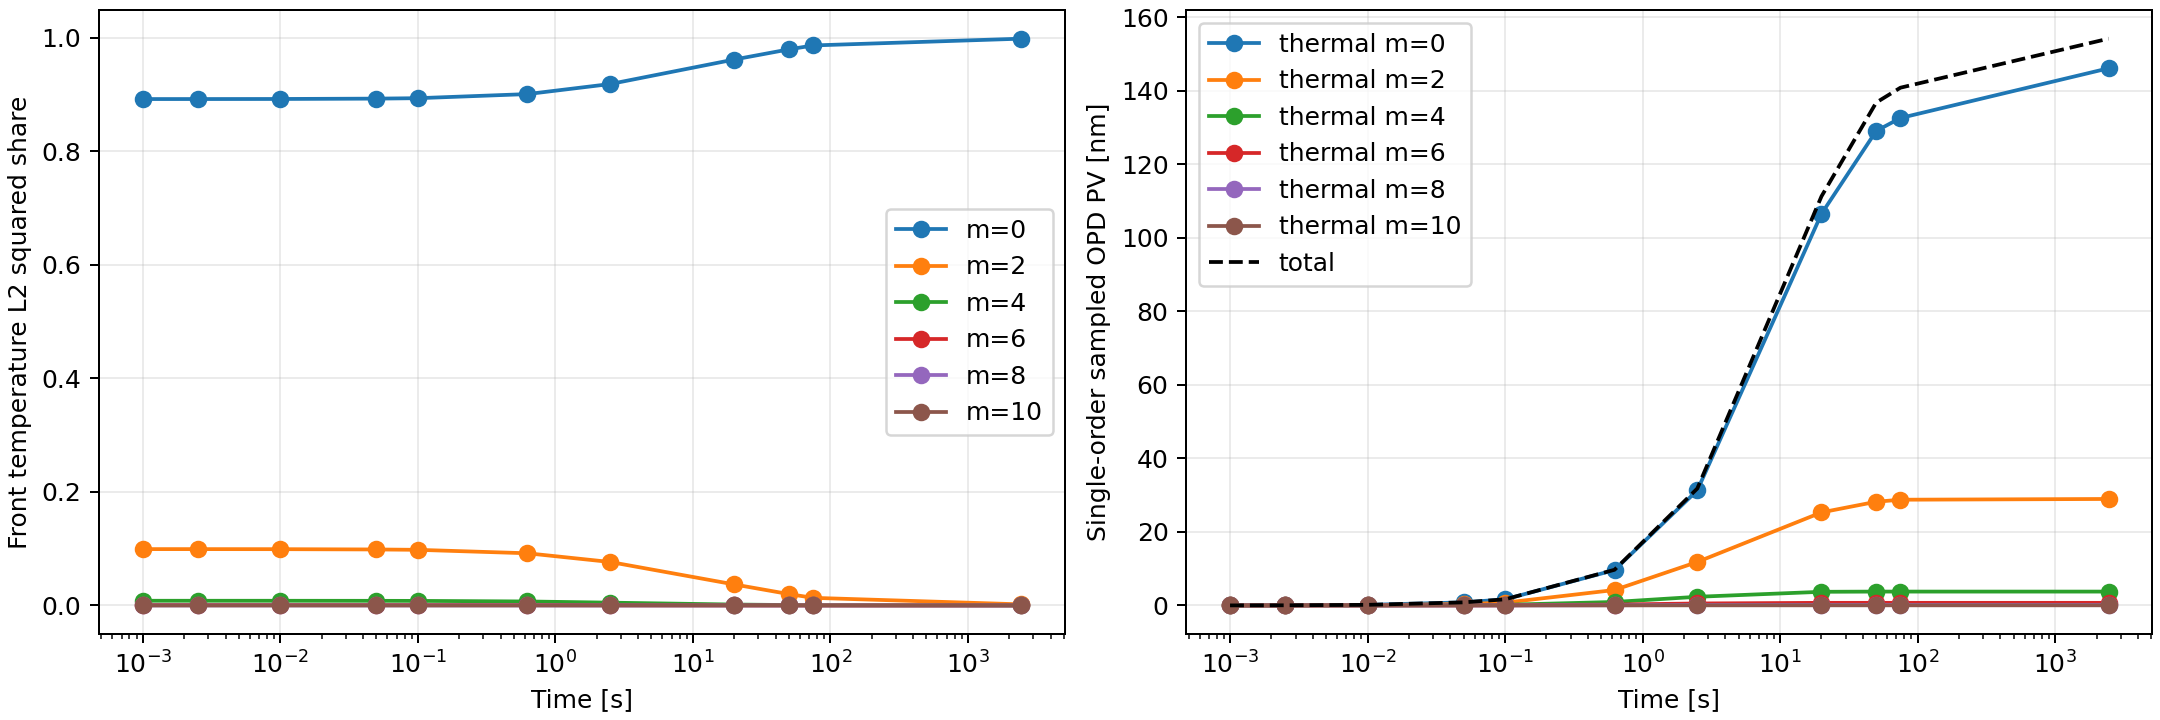 Front temperature L2 squared share
1.0
0.8
0.6
0.4
0.2
0.0
m=0
m=2
m=4
m=6
m=8
m=10
10⁻³
10⁻²
10⁻¹
10⁰
10¹
10²
10³
Time [s]
Single-order sampled OPD PV [nm]
160
140
120
100
80
60
40
20
0
thermal m=0
thermal m=2
thermal m=4
thermal m=6
thermal m=8
thermal m=10
total
10⁻³
10⁻²
10⁻¹
10⁰
10¹
10²
10³
Time [s]